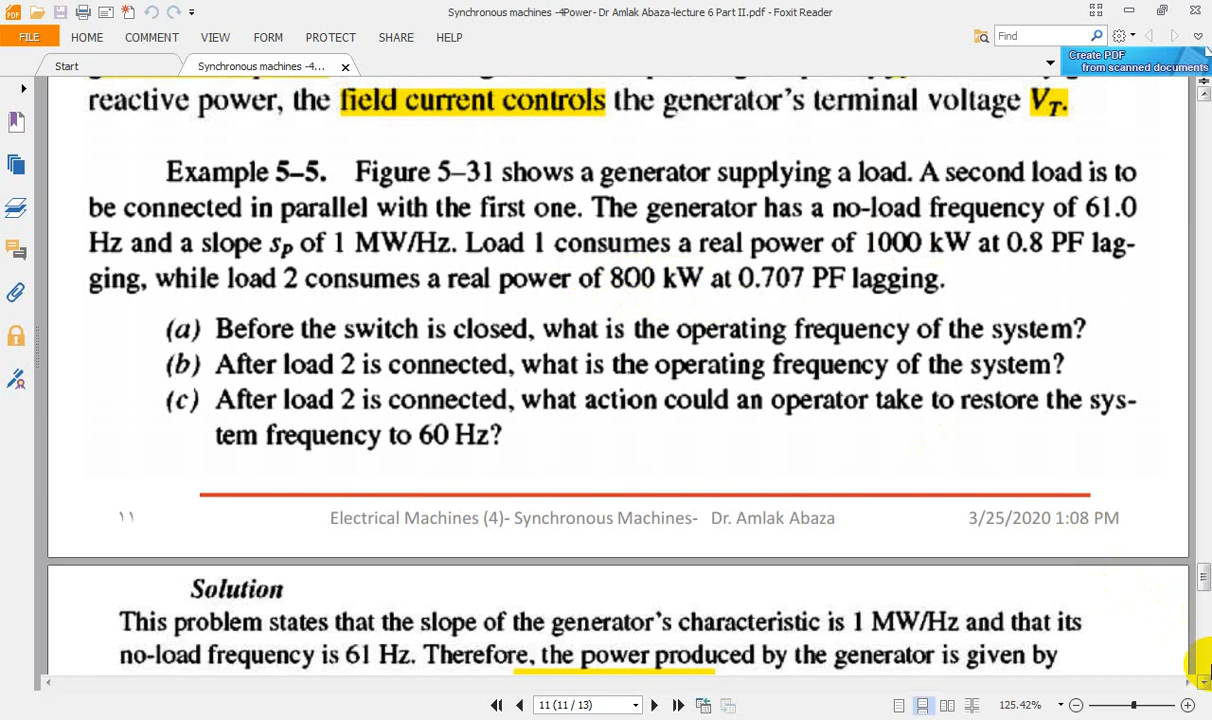 Synchronous machines -4Power- Dr Amlak Abaza-lecture 6 Part II.pdf - Foxit Reader
FILE HOME COMMENT VIEW FORM PROTECT SHARE HELP Find
Start Synchronous machines -4... Create PDF
from scanned documents
reactive power, the field current controls the generator's terminal voltage VT.
Example 5–5. Figure 5–31 shows a generator supplying a load. A second load is to
be connected in parallel with the first one. The generator has a no-load frequency of 61.0
Hz and a slope sP of 1 MW/Hz. Load 1 consumes a real power of 1000 kW at 0.8 PF lag-
ging, while load 2 consumes a real power of 800 kW at 0.707 PF lagging.
(a) Before the switch is closed, what is the operating frequency of the system?
(b) After load 2 is connected, what is the operating frequency of the system?
(c) After load 2 is connected, what action could an operator take to restore the sys-
tem frequency to 60 Hz?
١١ Electrical Machines (4)- Synchronous Machines- Dr. Amlak Abaza 3/25/2020 1:08 PM
Solution
This problem states that the slope of the generator's characteristic is 1 MW/Hz and that its
no-load frequency is 61 Hz. Therefore, the power produced by the generator is given by
11 (11 / 13) 125.42%